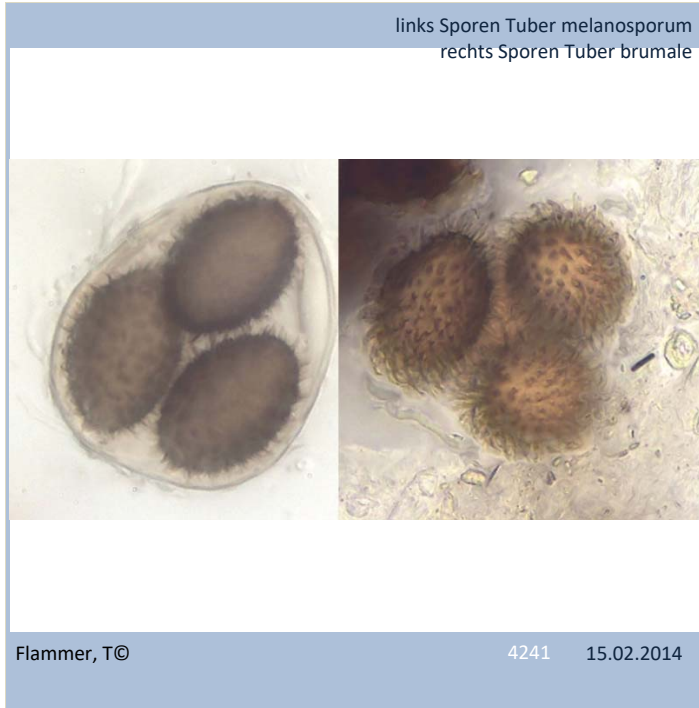 links Sporen Tuber melanosporum
rechts Sporen Tuber brumale
Flammer, T© 4241 15.02.2014